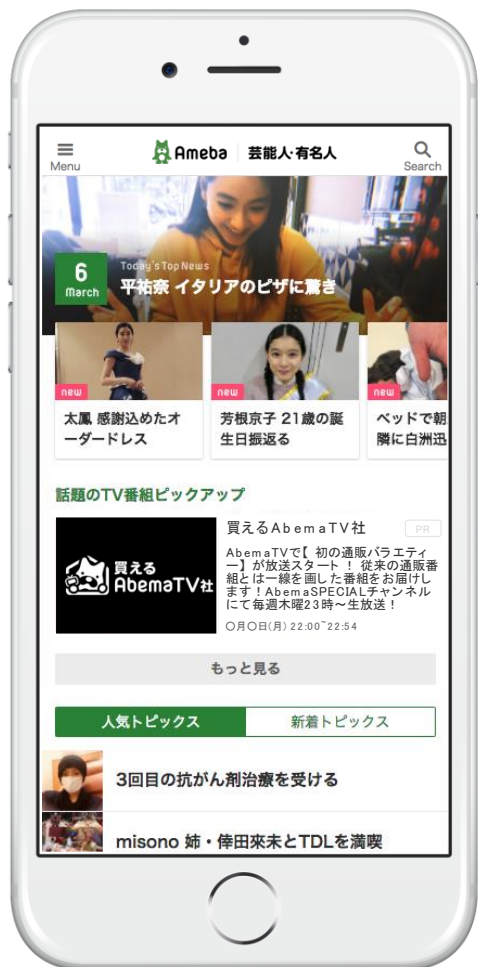 Menu
Ameba 芸能人・有名人
Search
6
March
Today's Top News
平祐奈 イタリアのピザに驚き
new
太鳳 感謝込めたオ
ーダードレス
new
芳根京子 21歳の誕
生日振返る
new
ベッドで朝
隣に白洲迅
話題のTV番組ピックアップ
買える
AbemaTV社
買えるAbemaTV社
PR
AbemaTVで【 初の通販バラエティ
ー】が放送スタート ! 従来の通販番
組とは一線を画した番組をお届けし
ます!AbemaSPECIALチャンネル
にて毎週木曜23時〜生放送!
〇月〇日(月) 22:00~22:54
もっと見る
人気トピックス
新着トピックス
3回目の抗がん剤治療を受ける
misono 姉・倖田來未とTDLを満喫